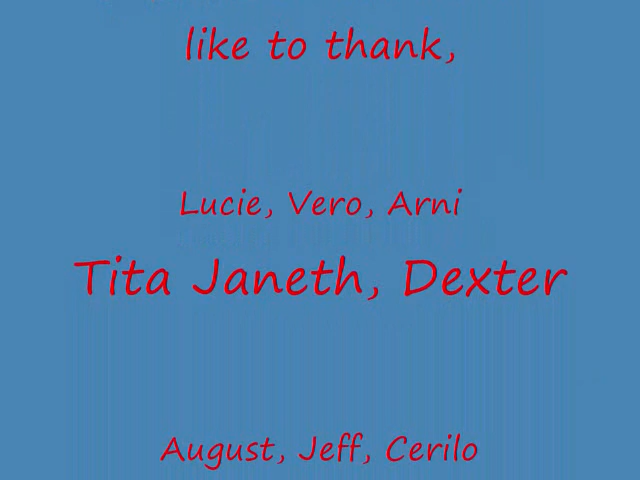 like to thank,
Lucie, Vero, Arni
Tita Janeth, Dexter
August, Jeff, Cerilo